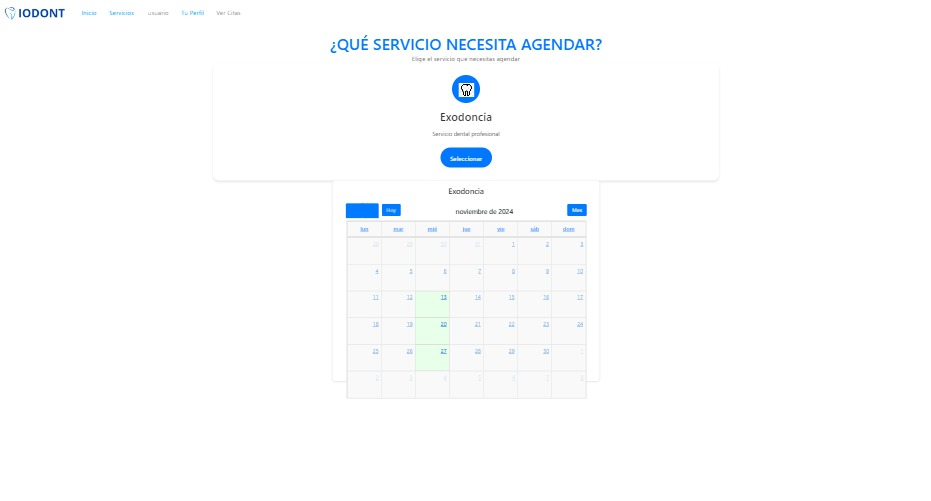 IODONT Inicio Servicios usuario Tu Perfil Ver Citas
¿QUÉ SERVICIO NECESITA AGENDAR?
Elige el servicio que necesitas agendar
Exodoncia
Servicio dental profesional
Seleccionar
Exodoncia
Hoy noviembre de 2024 Mes
lun mar mié jue vie sáb dom
28 29 30 31 1 2 3
4 5 6 7 8 9 10
11 12 13 14 15 16 17
18 19 20 21 22 23 24
25 26 27 28 29 30 1
2 3 4 5 6 7 8